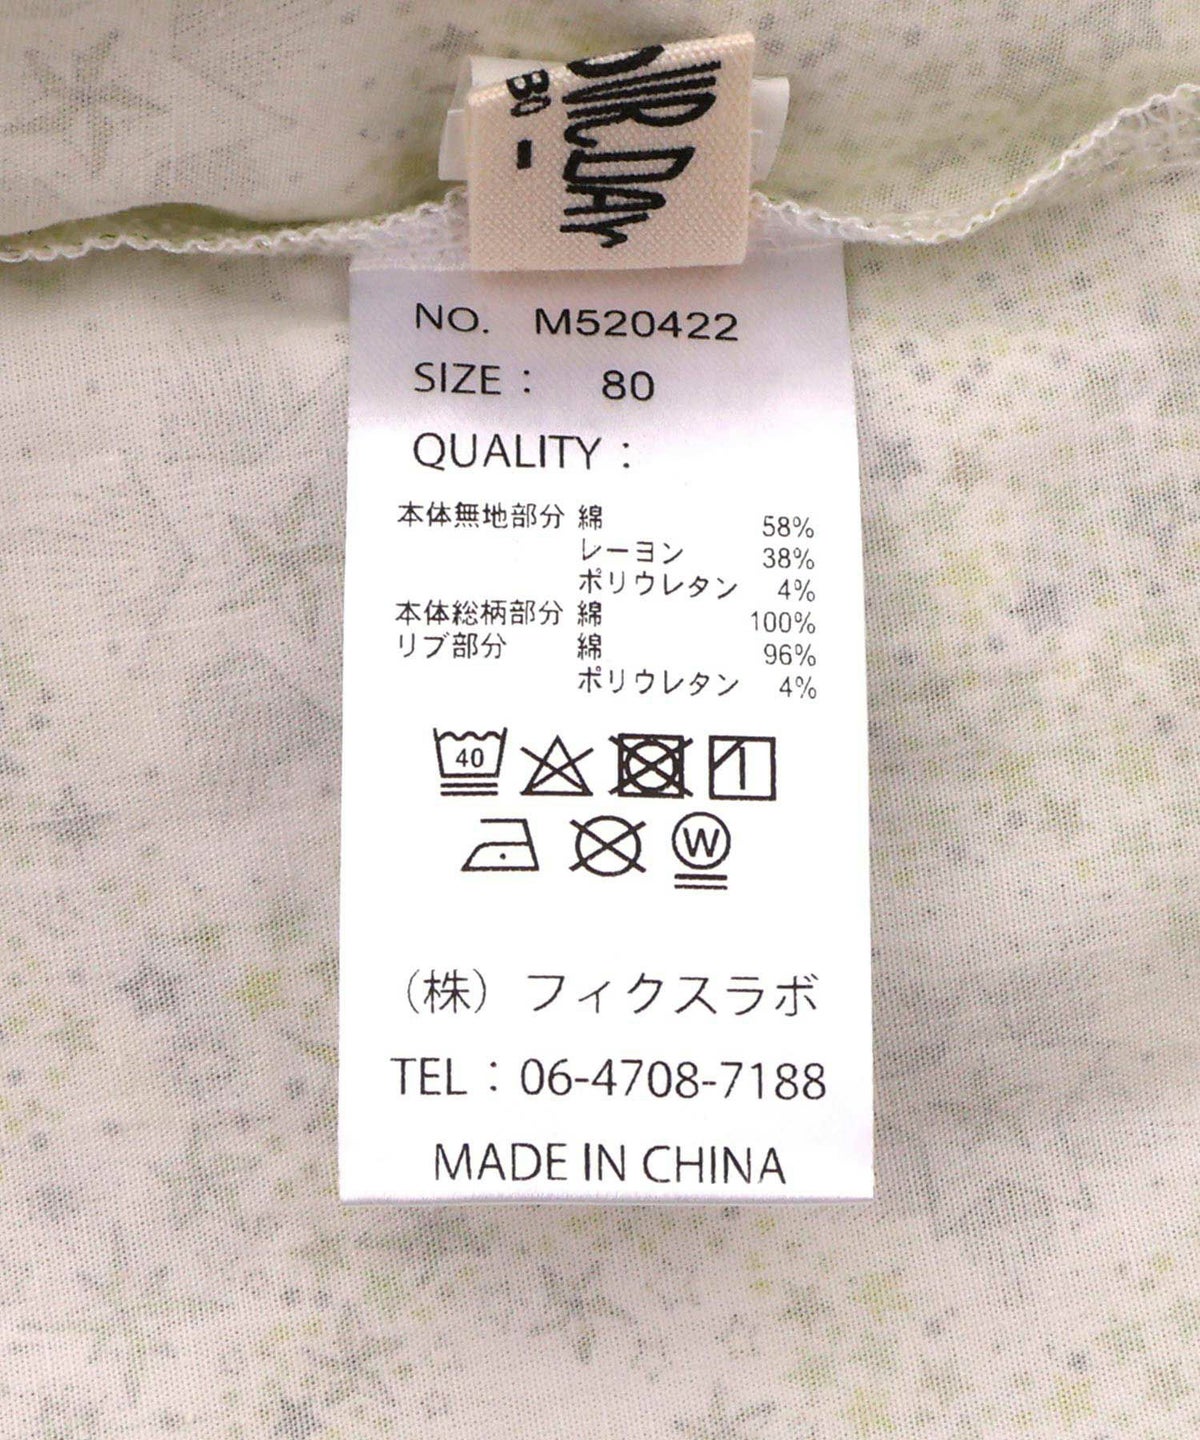 BO
DAY
NO. M520422
SIZE : 80
QUALITY :
本体無地部分 綿 58%
レーヨン 38%
ポリウレタン 4%
本体総柄部分 綿 100%
リブ部分 綿 96%
ポリウレタン 4%
40
W
(株) フィクスラボ
TEL : 06-4708-7188
MADE IN CHINA